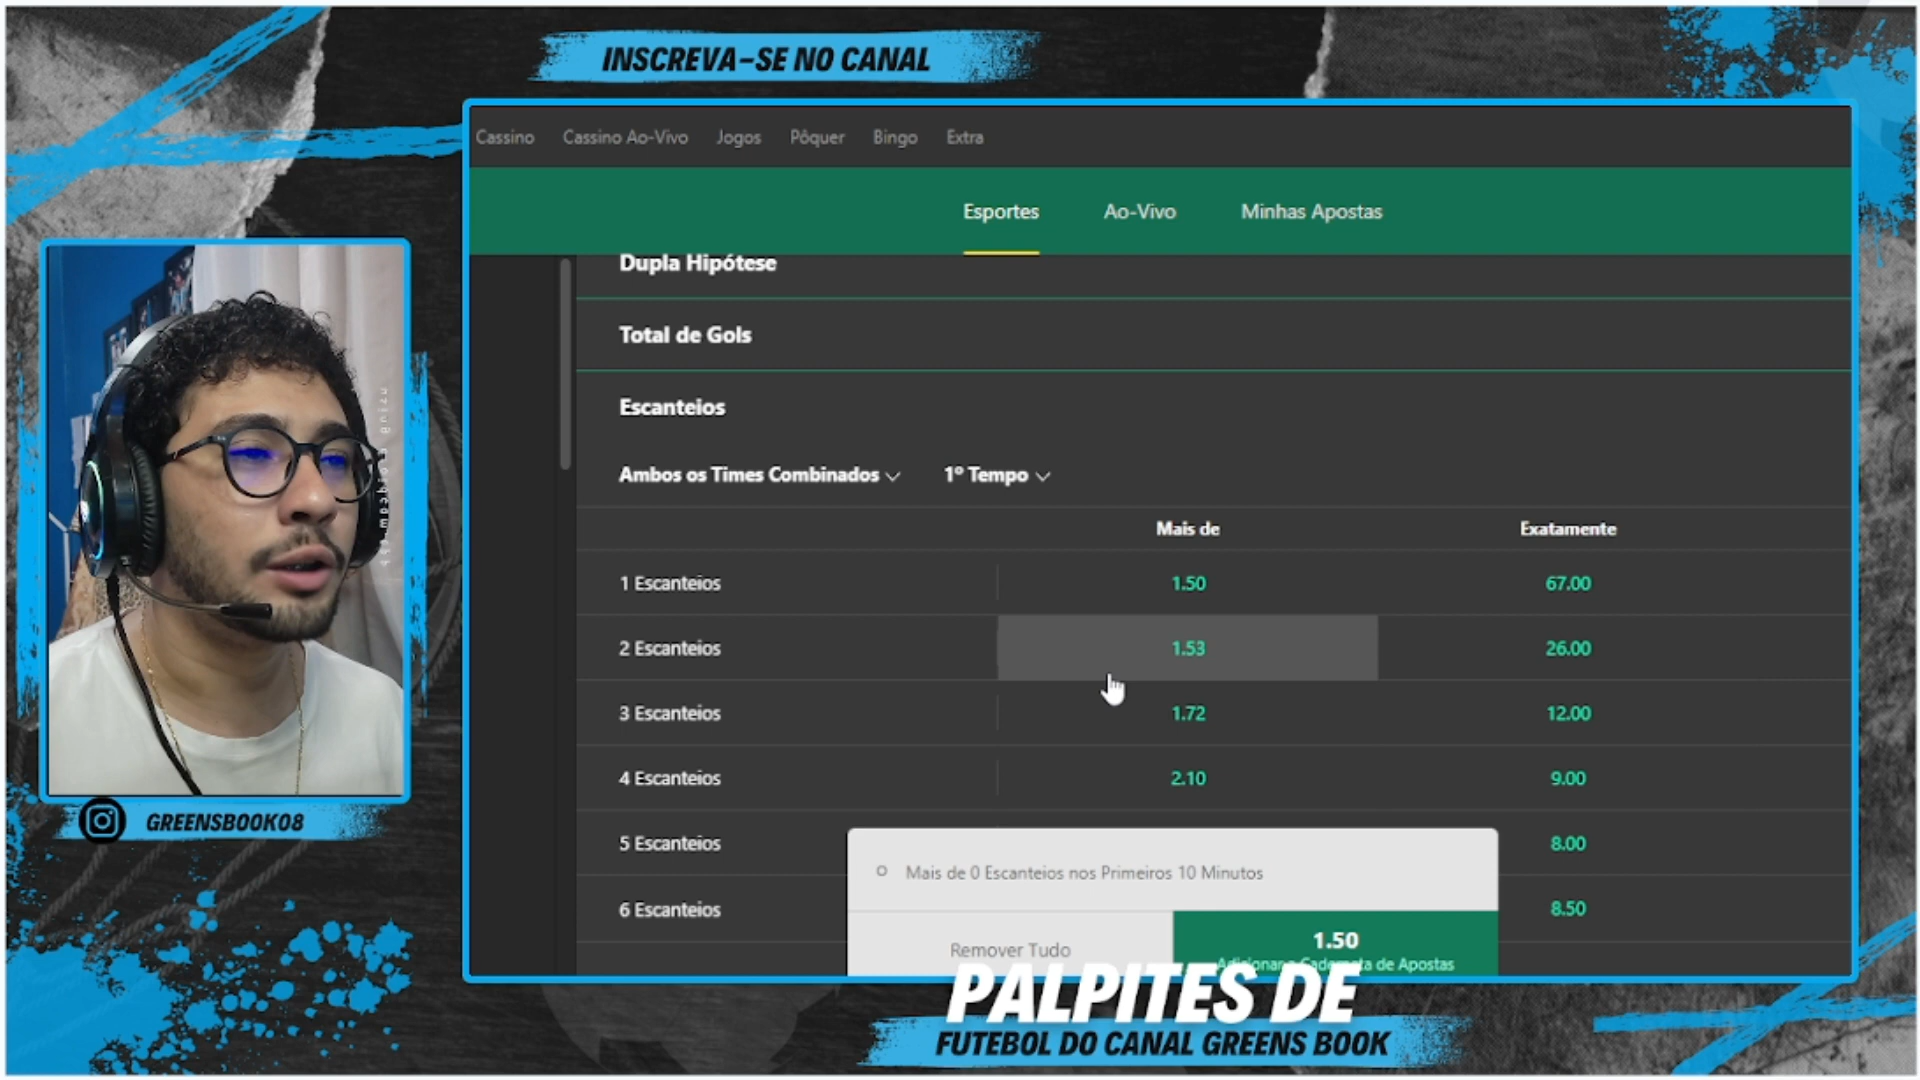 INSCREVA-SE NO CANAL
Cassino Cassino Ao-Vivo Jogos Pôquer Bingo Extra
Esportes Ao-Vivo Minhas Apostas
Dupla Hipótese
Total de Gols
Escanteios
Ambos os Times Combinados 1º Tempo
Mais de Exatamente
1 Escanteios 1.50 67.00
2 Escanteios 1.53 26.00
3 Escanteios 1.72 12.00
4 Escanteios 2.10 9.00
5 Escanteios 8.00
Mais de 0 Escanteios nos Primeiros 10 Minutos
6 Escanteios 8.50
Remover Tudo 1.50
Adicionar a Caderneta de Apostas
GREENSBOOK08
PALPITES DE
FUTEBOL DO CANAL GREENS BOOK